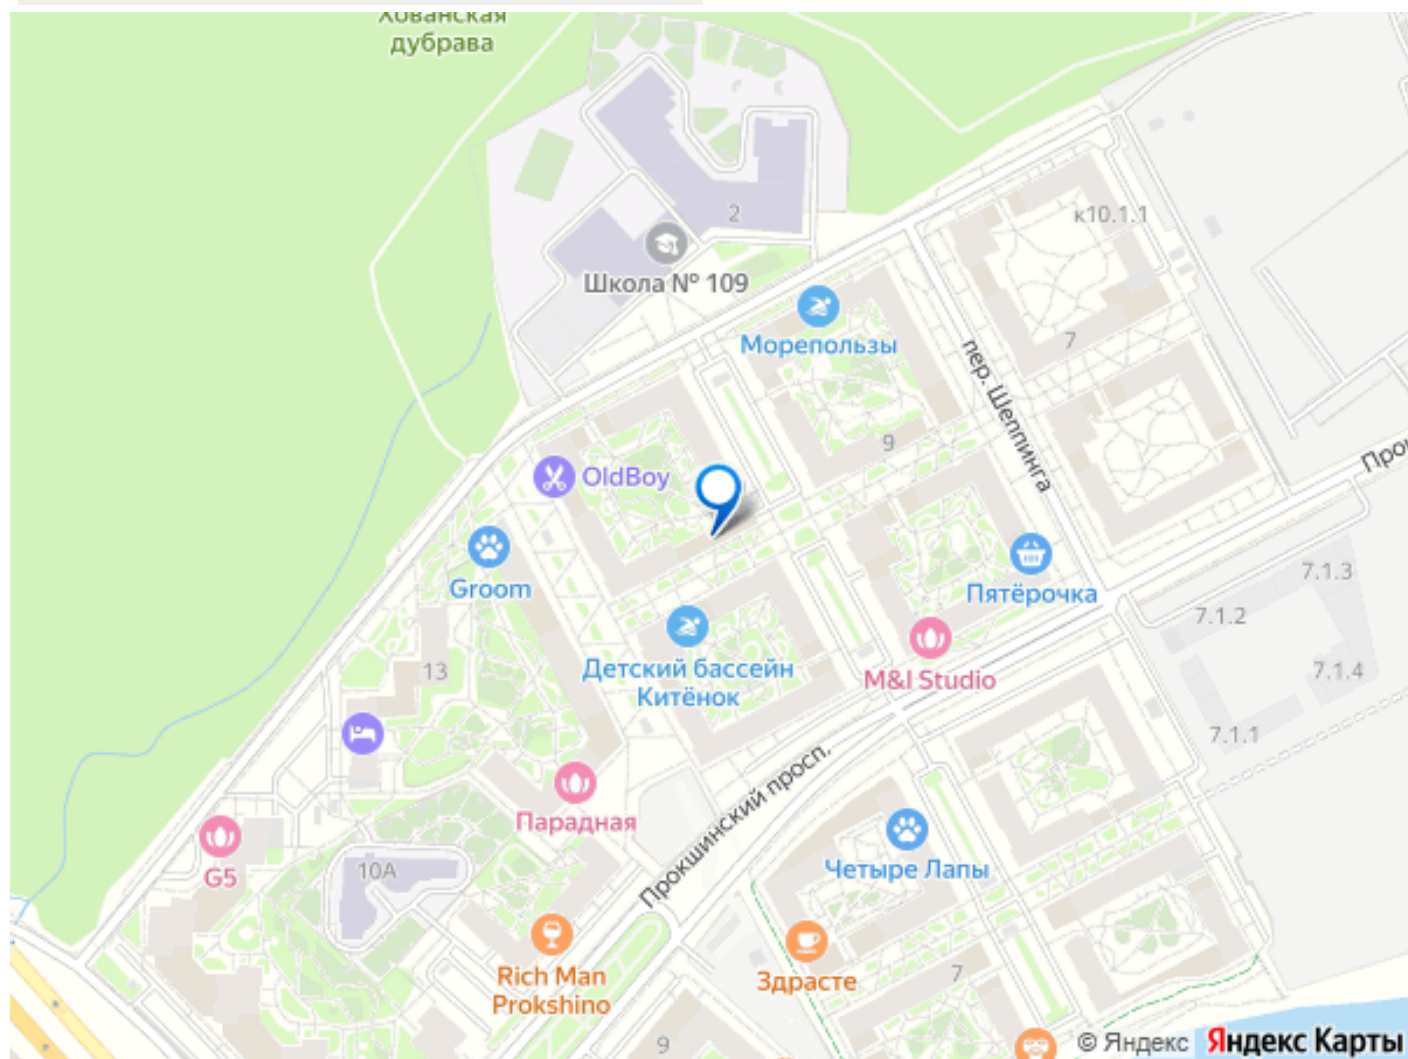 Хованская
дубрава
к10.1.1
2
Школа № 109
Морепользы
7
пер. Шеппинга
9
OldBoy
Groom
Пятёрочка
7.1.3
7.1.2
7.1.4
7.1.1
Детский бассейн
Китёнок
M&I Studio
13
Прокшинский просп.
Парадная
G5
10А
Четыре Лапы
Rich Man
Prokshino
Здрасте
7
9
© Яндекс Яндекс Карты